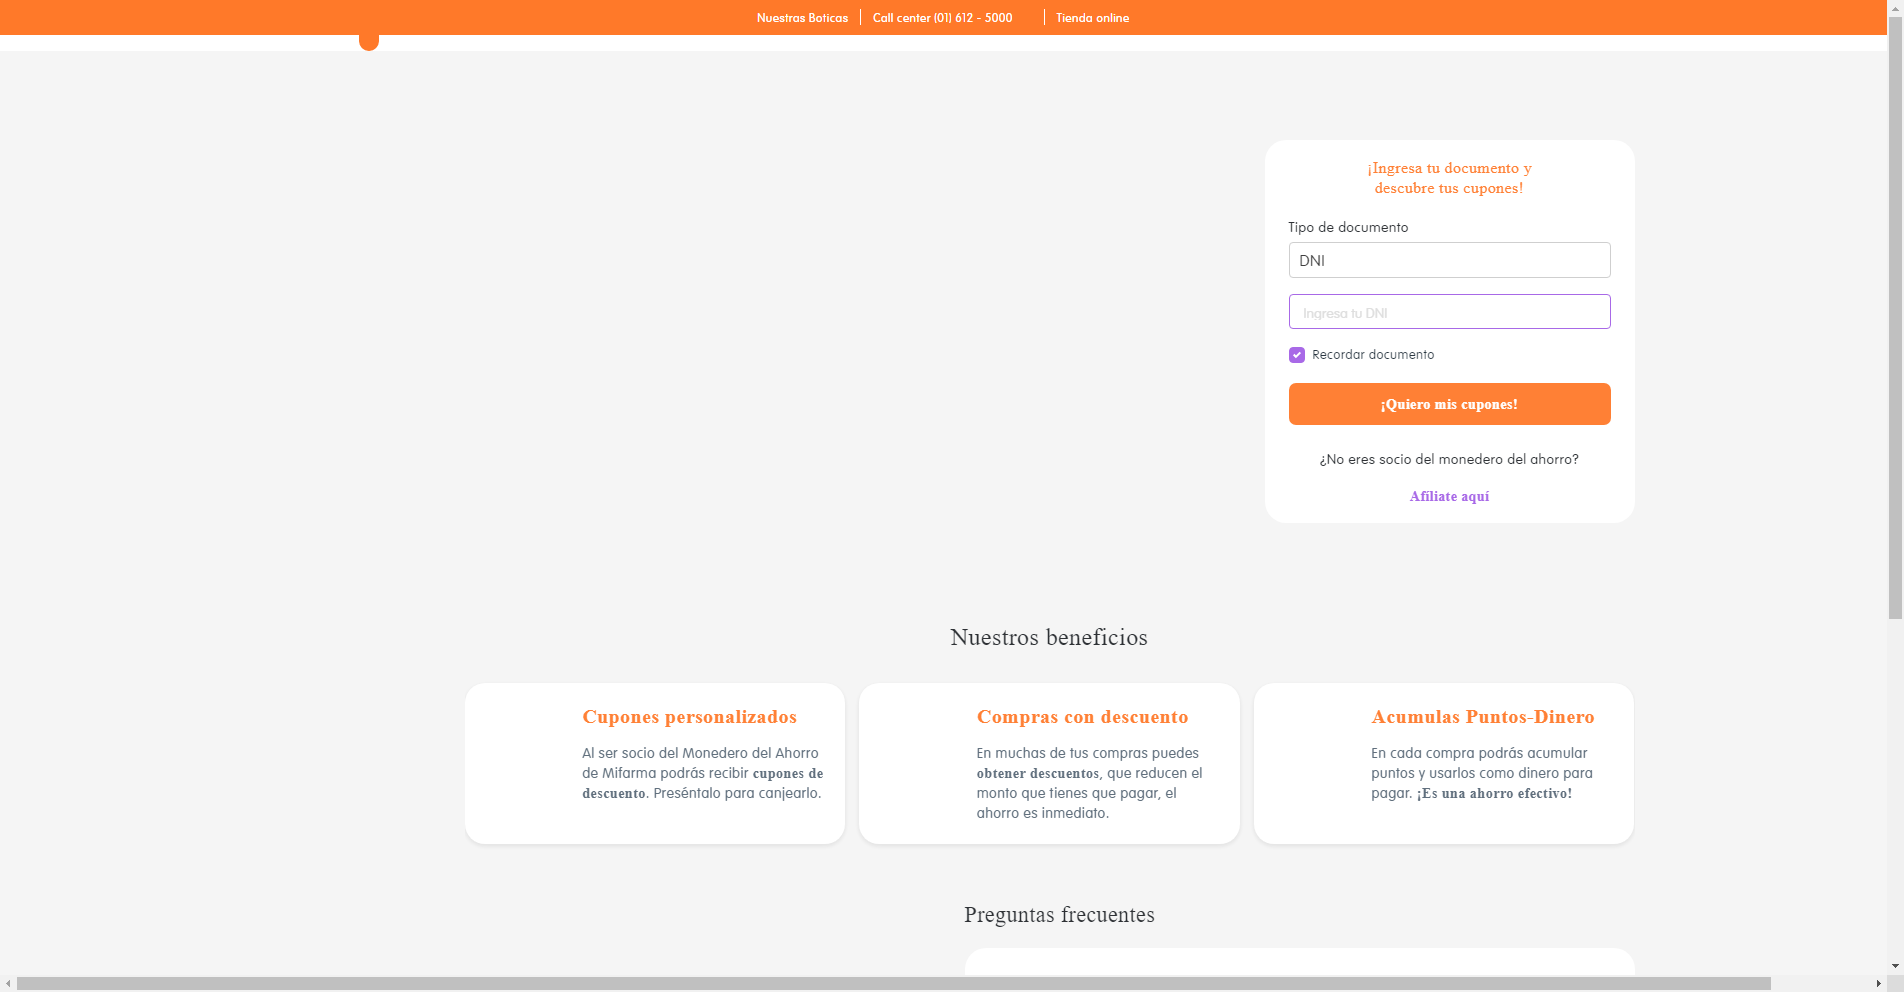 Nuestras Boticas
Call center (01) 612 - 5000
Tienda online
¡Ingresa tu documento y
descubre tus cupones!
Tipo de documento
DNI
Ingresa tu DNI
Recordar documento
¡Quiero mis cupones!
¿No eres socio del monedero del ahorro?
Afíliate aquí
Nuestros beneficios
Cupones personalizados
Al ser socio del Monedero del Ahorro
de Mifarma podrás recibir cupones de
descuento. Preséntalo para canjearlo.
Compras con descuento
En muchas de tus compras puedes
obtener descuentos, que reducen el
monto que tienes que pagar, el
ahorro es inmediato.
Acumulas Puntos-Dinero
En cada compra podrás acumular
puntos y usarlos como dinero para
pagar. ¡Es una ahorro efectivo!
Preguntas frecuentes